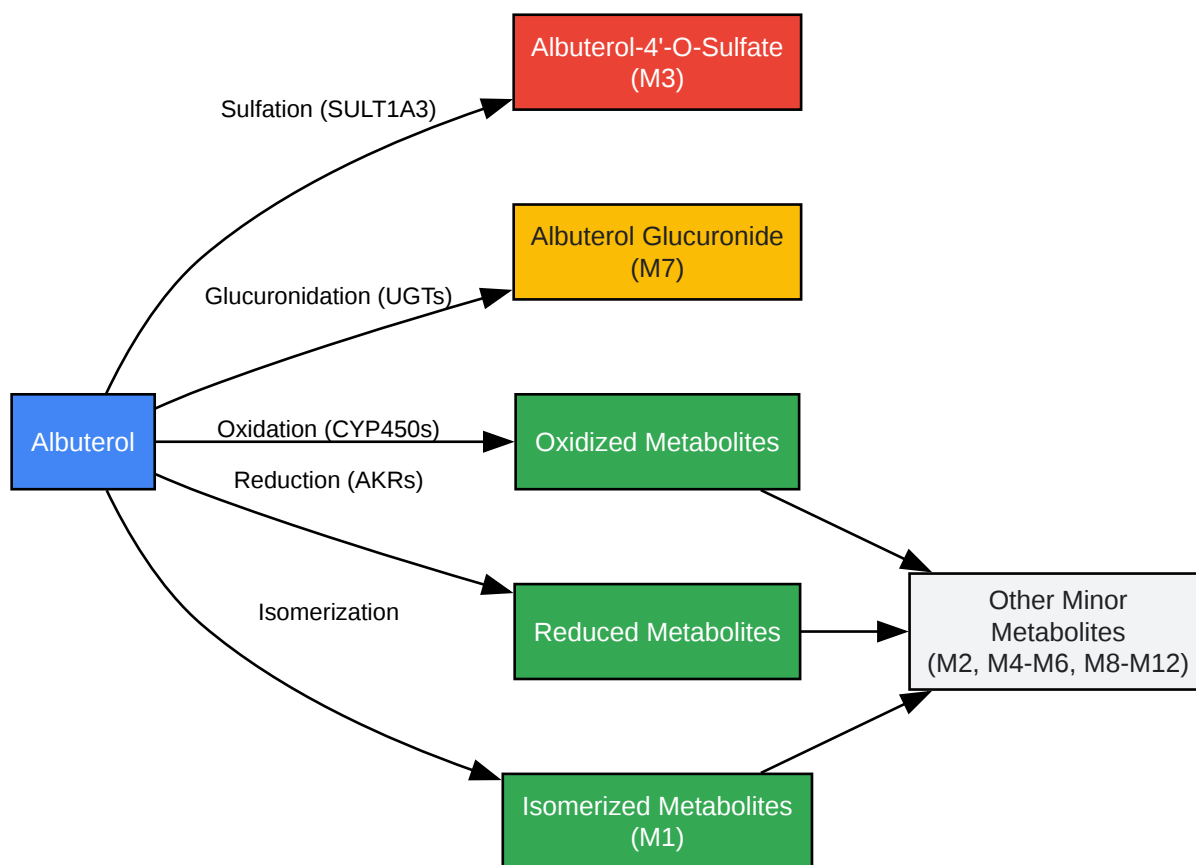 Albuterol-4'-O-Sulfate
(M3)
Sulfation (SULT1A3)
Albuterol Glucuronide
(M7)
Glucuronidation (UGTs)
Albuterol
Oxidation (CYP450s)
Oxidized Metabolites
Reduction (AKRs)
Reduced Metabolites
Other Minor
Metabolites
(M2, M4-M6, M8-M12)
Isomerization
Isomerized Metabolites
(M1)